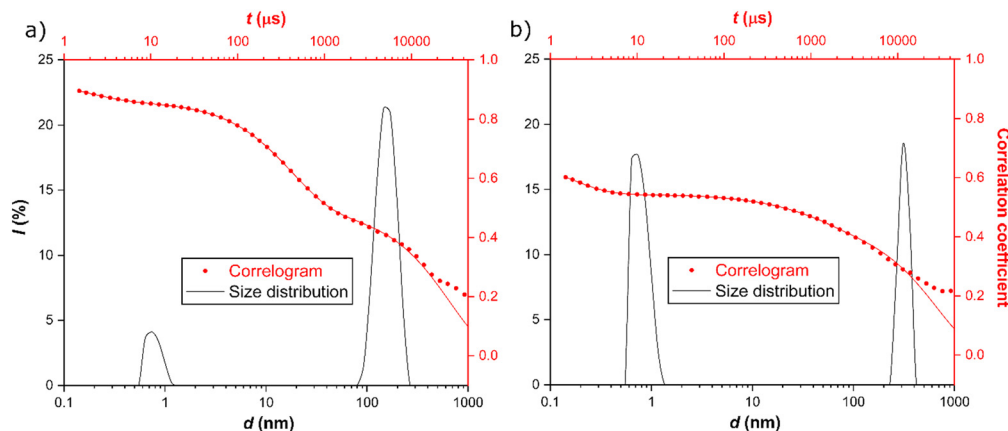 a)
t (μs)
1 10 100 1000 10000
25
20
15
10
5
0
I (%)
1.0
0.8
0.6
0.4
0.2
0.0
Correlogram
Size distribution
0.1 1 10 100 1000
d (nm)
b)
t (μs)
1 10 100 1000 10000
25
20
15
10
5
0
1.0
0.8
0.6
0.4
0.2
0.0
Correlation coefficient
Correlogram
Size distribution
0.1 1 10 100 1000
d (nm)